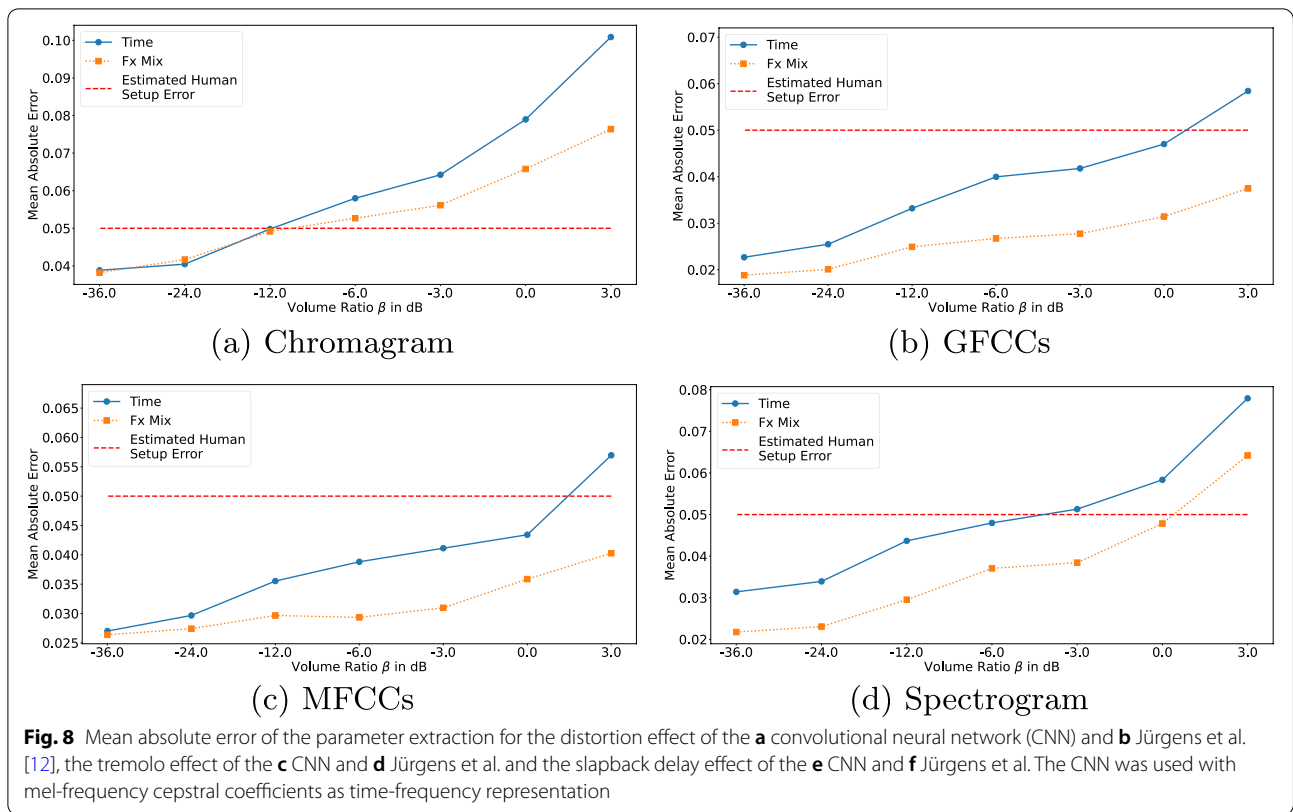 0.10
0.09
0.08
0.07
0.06
0.05
0.04
Mean Absolute Error
Time
Fx Mix
Estimated Human
Setup Error
-36.0 -24.0 -12.0 -6.0 -3.0 0.0 3.0
Volume Ratio β in dB
(a) Chromagram
0.07
0.06
0.05
0.04
0.03
0.02
Mean Absolute Error
Time
Fx Mix
Estimated Human
Setup Error
-36.0 -24.0 -12.0 -6.0 -3.0 0.0 3.0
Volume Ratio β in dB
(b) GFCCs
0.065
0.060
0.055
0.050
0.045
0.040
0.035
0.030
0.025
Mean Absolute Error
Time
Fx Mix
Estimated Human
Setup Error
-36.0 -24.0 -12.0 -6.0 -3.0 0.0 3.0
Volume Ratio β in dB
(c) MFCCs
0.08
0.07
0.06
0.05
0.04
0.03
0.02
Mean Absolute Error
Time
Fx Mix
Estimated Human
Setup Error
-36.0 -24.0 -12.0 -6.0 -3.0 0.0 3.0
Volume Ratio β in dB
(d) Spectrogram
Fig. 8 Mean absolute error of the parameter extraction for the distortion effect of the a convolutional neural network (CNN) and b Jürgens et al.
[12], the tremolo effect of the c CNN and d Jürgens et al. and the slapback delay effect of the e CNN and f Jürgens et al. The CNN was used with
mel-frequency cepstral coefficients as time-frequency representation